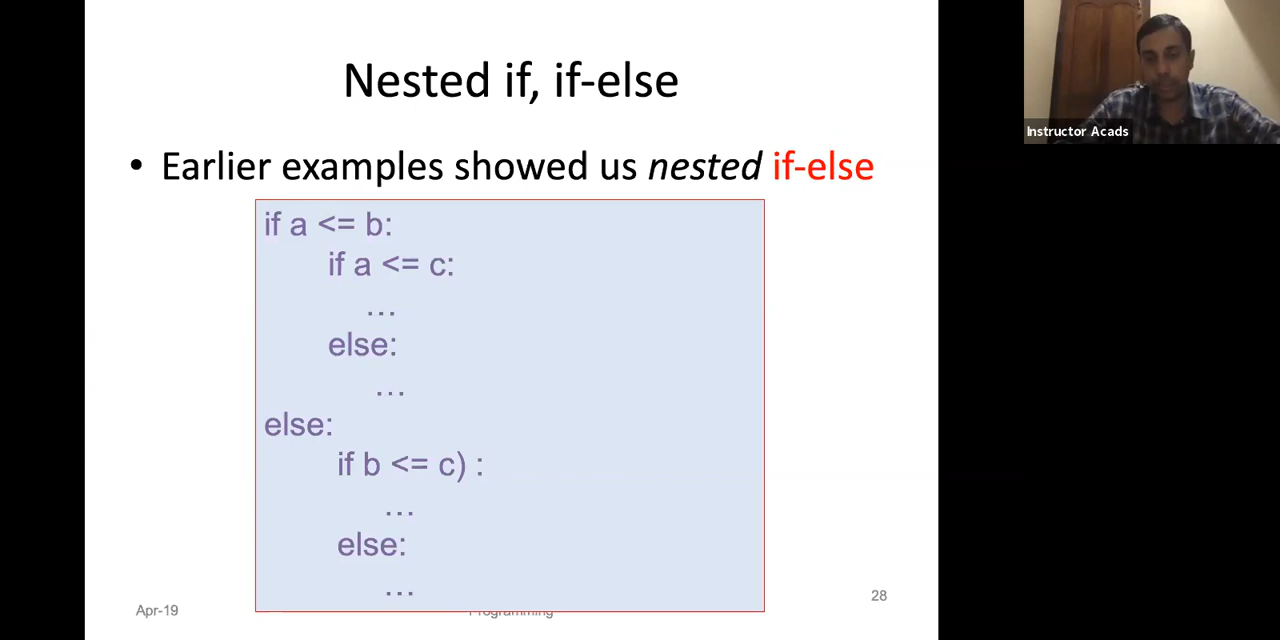 Nested if, if-else
Instructor Acads
• Earlier examples showed us nested if-else
if a <= b:
if a <= c:
…
else:
…
else:
if b <= c) :
…
else:
…
Apr-19
Programming
28